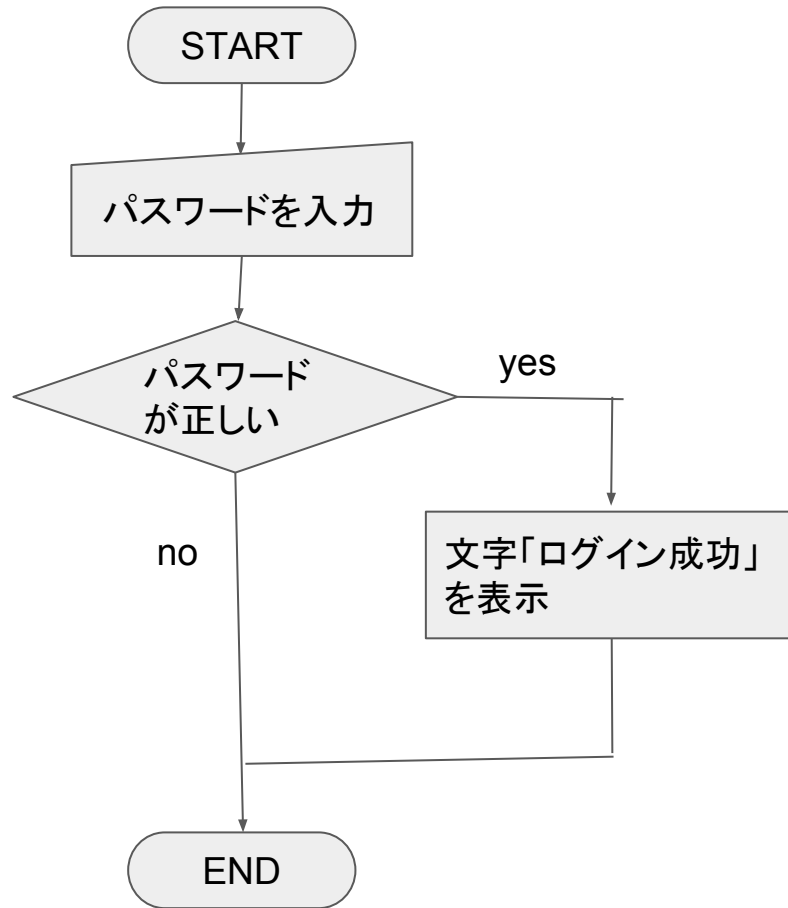 START
パスワードを入力
パスワード
が正しい
yes
no
文字「ログイン成功」
を表示
END